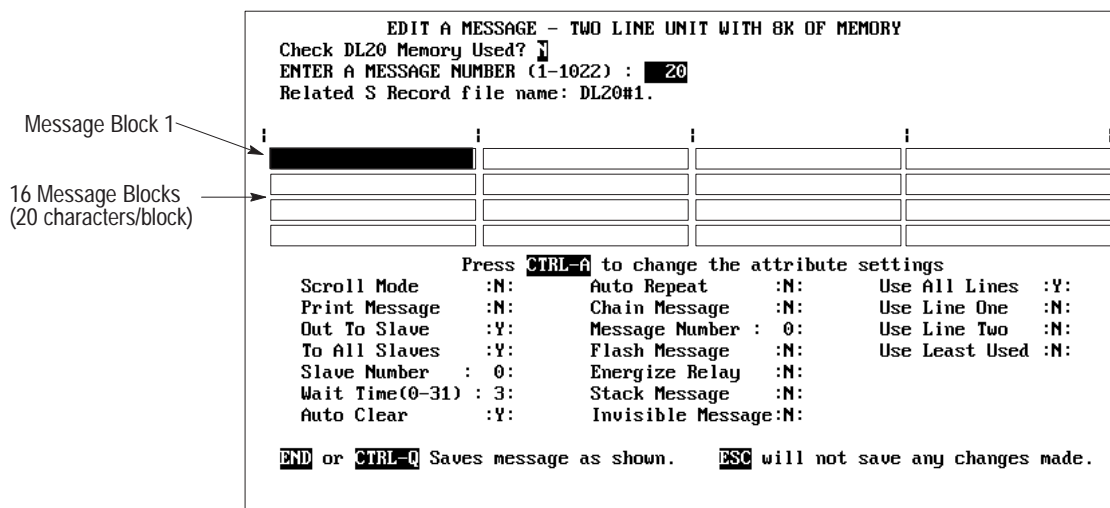 EDIT A MESSAGE – TWO LINE UNIT WITH 8K OF MEMORY
Check DL20 Memory Used? N
ENTER A MESSAGE NUMBER (1–1022) : 20
Related S Record file name: DL20#1.
Message Block 1
16 Message Blocks
(20 characters/block)
Press CTRL–A to change the attribute settings
Scroll Mode :N: Auto Repeat :N: Use All Lines :Y:
Print Message :N: Chain Message :N: Use Line One :N:
Out To Slave :Y: Message Number : 0: Use Line Two :N:
To All Slaves :Y: Flash Message :N: Use Least Used :N:
Slave Number : 0: Energize Relay :N:
Wait Time(0–31) : 3: Stack Message :N:
Auto Clear :Y: Invisible Message:N:
END or CTRL–Q Saves message as shown. ESC will not save any changes made.